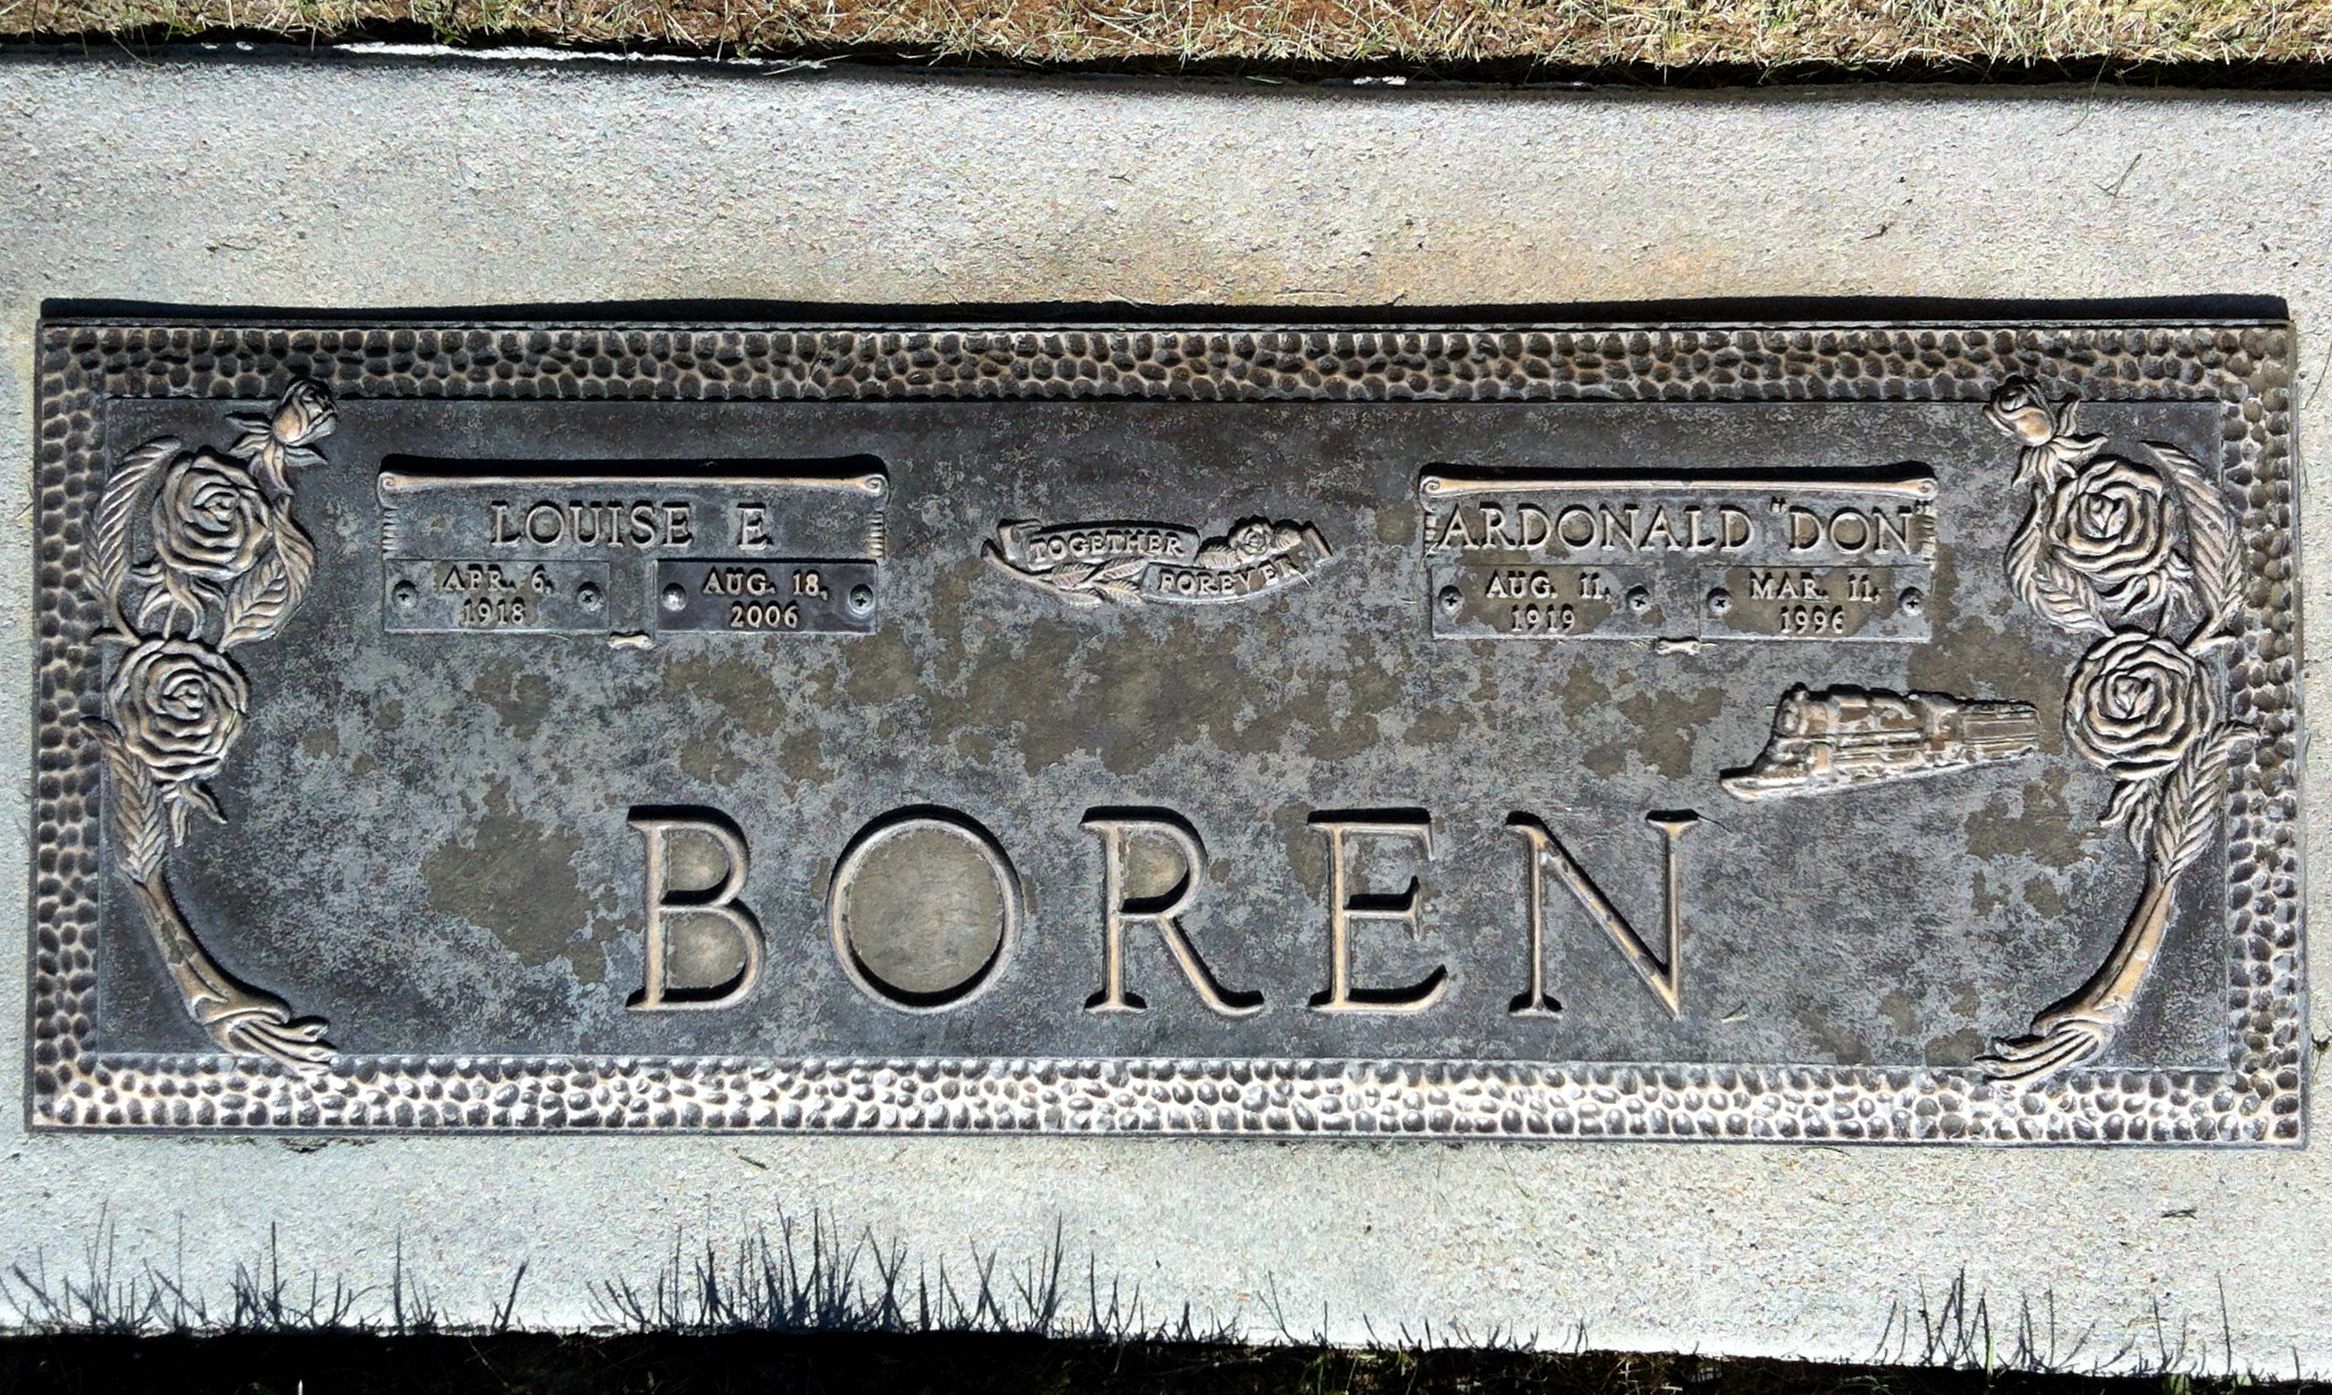 LOUISE E
APR. 6,
1918
AUG. 18,
2006
TOGETHER
FOREVER
ARDONALD "DON"
AUG. 11,
1919
MAR. 11,
1996
BOREN